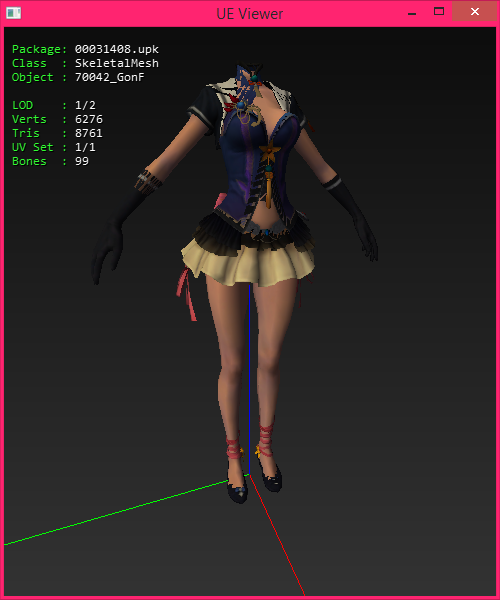 UE Viewer
Package: 00031408.upk
Class  : SkeletalMesh
Object : 70042_GonF
LOD    : 1/2
Verts  : 6276
Tris   : 8761
UV Set : 1/1
Bones  : 99